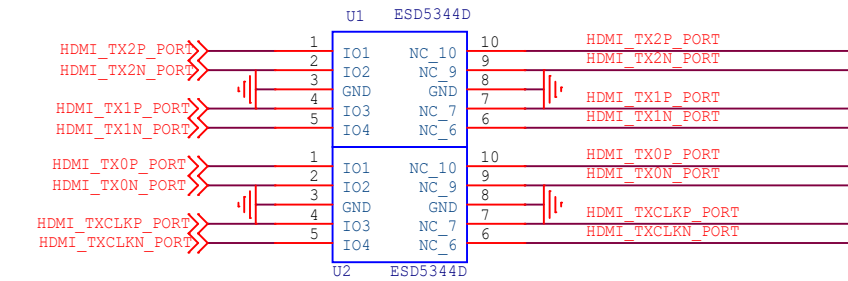 U1 ESD5344D
HDMI_TX2P_PORT 1 IO1 NC_10 10 HDMI_TX2P_PORT
HDMI_TX2N_PORT 2 IO2 NC_9 9 HDMI_TX2N_PORT
3 GND GND 8
HDMI_TX1P_PORT 4 IO3 NC_7 7 HDMI_TX1P_PORT
HDMI_TX1N_PORT 5 IO4 NC_6 6 HDMI_TX1N_PORT
HDMI_TX0P_PORT 1 IO1 NC_10 10 HDMI_TX0P_PORT
HDMI_TX0N_PORT 2 IO2 NC_9 9 HDMI_TX0N_PORT
3 GND GND 8
HDMI_TXCLKP_PORT 4 IO3 NC_7 7 HDMI_TXCLKP_PORT
HDMI_TXCLKN_PORT 5 IO4 NC_6 6 HDMI_TXCLKN_PORT
U2 ESD5344D